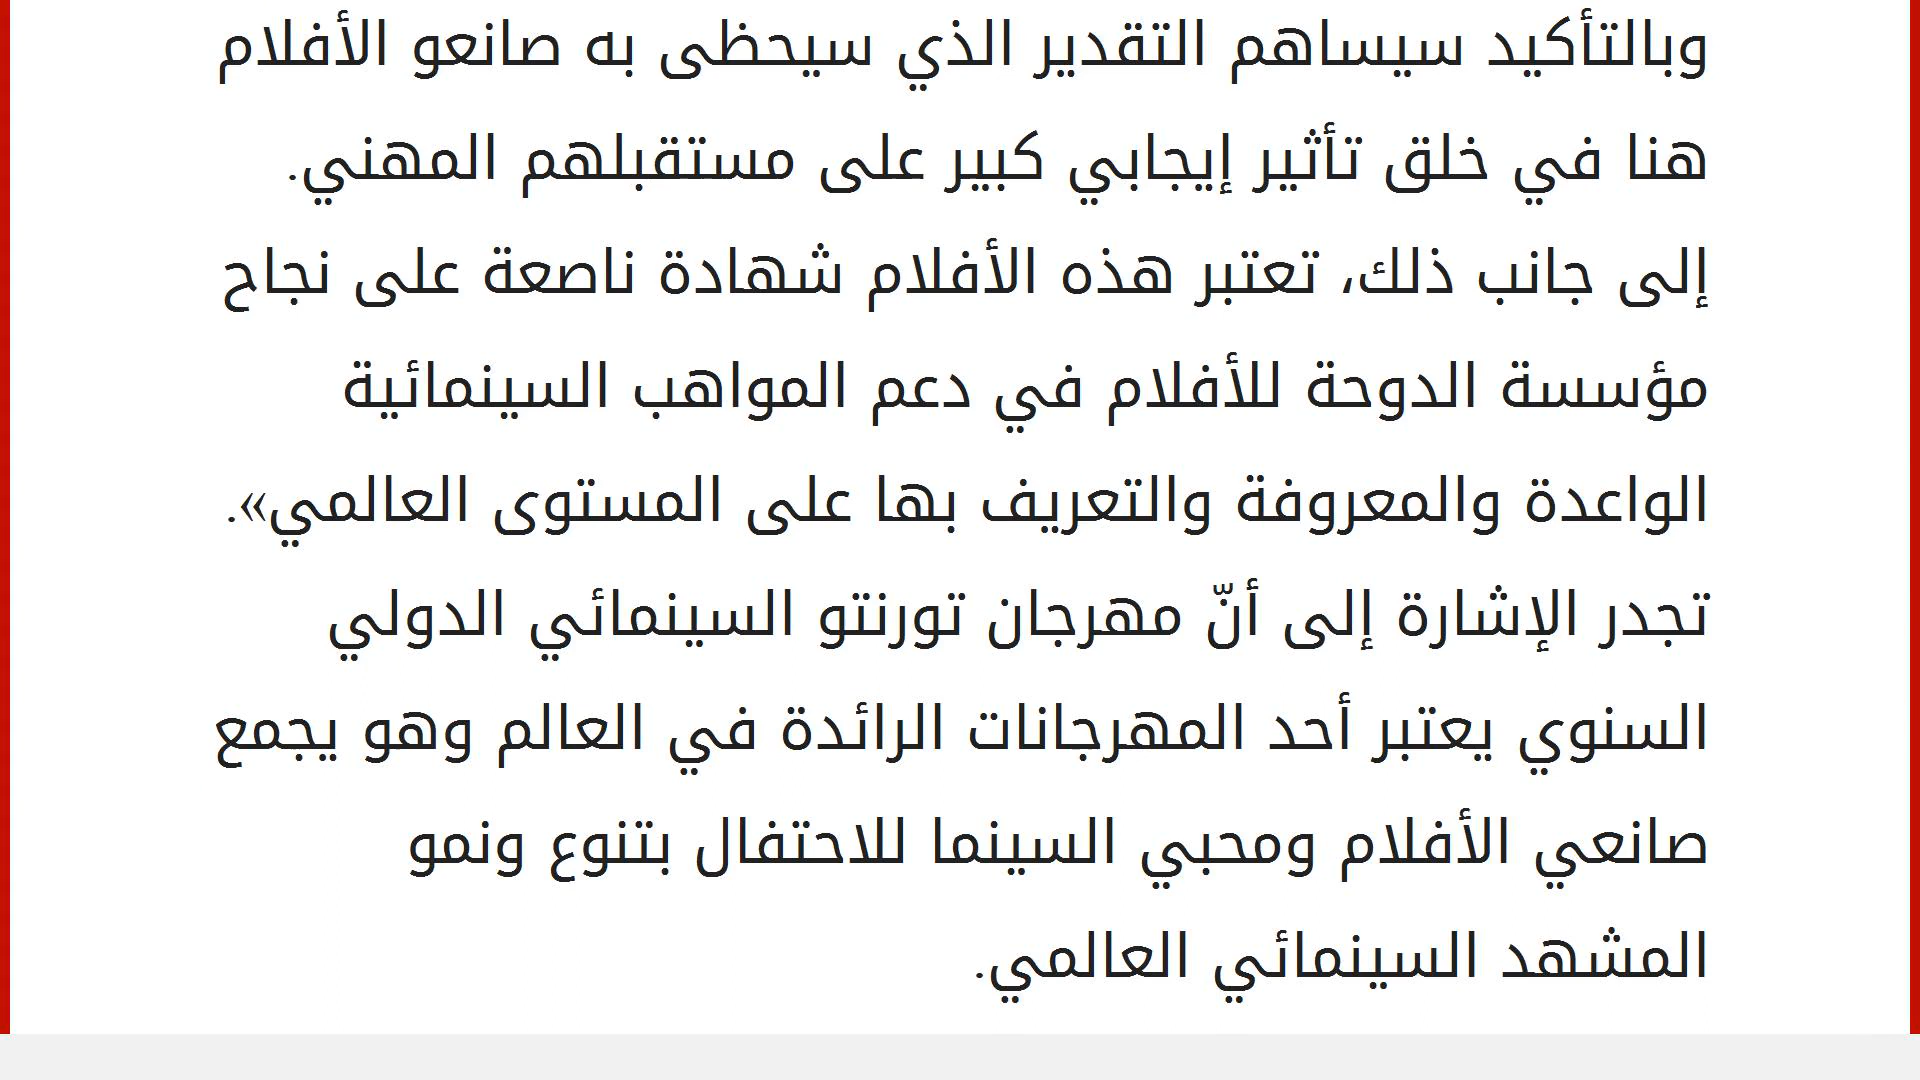 وبالتأكيد سيساهم التقدير الذي سيحظى به صانعو الأفلام
هنا في خلق تأثير إيجابي كبير على مستقبلهم المهني.
إلى جانب ذلك، تعتبر هذه الأفلام شهادة ناصعة على نجاح
مؤسسة الدوحة للأفلام في دعم المواهب السينمائية
الواعدة والمعروفة والتعريف بها على المستوى العالمي».
تجدر الإشارة إلى أنّ مهرجان تورنتو السينمائي الدولي
السنوي يعتبر أحد المهرجانات الرائدة في العالم وهو يجمع
صانعي الأفلام ومحبي السينما للاحتفال بتنوع ونمو
المشهد السينمائي العالمي.